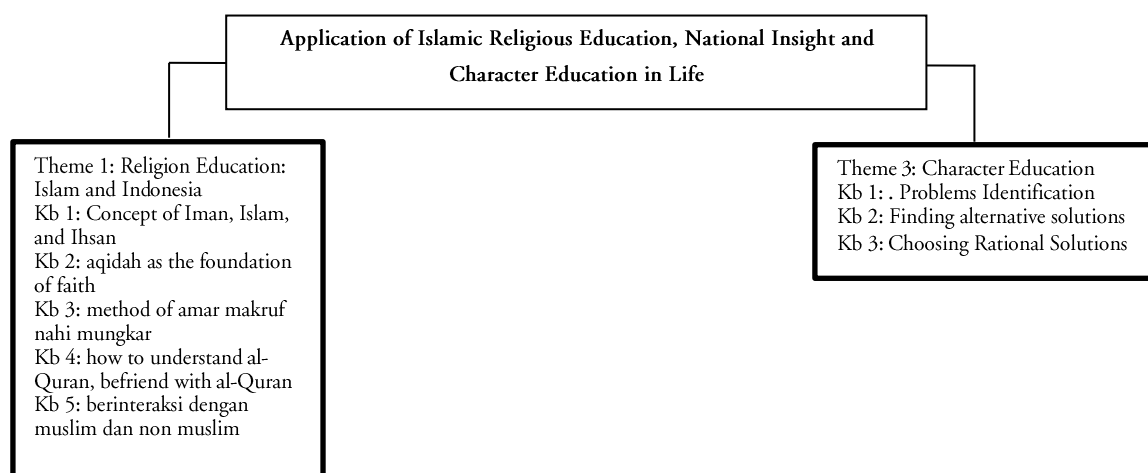 Application of Islamic Religious Education, National Insight and
Character Education in Life
Theme 1: Religion Education:
Islam and Indonesia
Kb 1: Concept of Iman, Islam,
and Ihsan
Kb 2: aqidah as the foundation
of faith
Kb 3: method of amar makruf
nahi mungkar
Kb 4: how to understand al-
Quran, befriend with al-Quran
Kb 5: berinteraksi dengan
muslim dan non muslim
Theme 3: Character Education
Kb 1: . Problems Identification
Kb 2: Finding alternative solutions
Kb 3: Choosing Rational Solutions